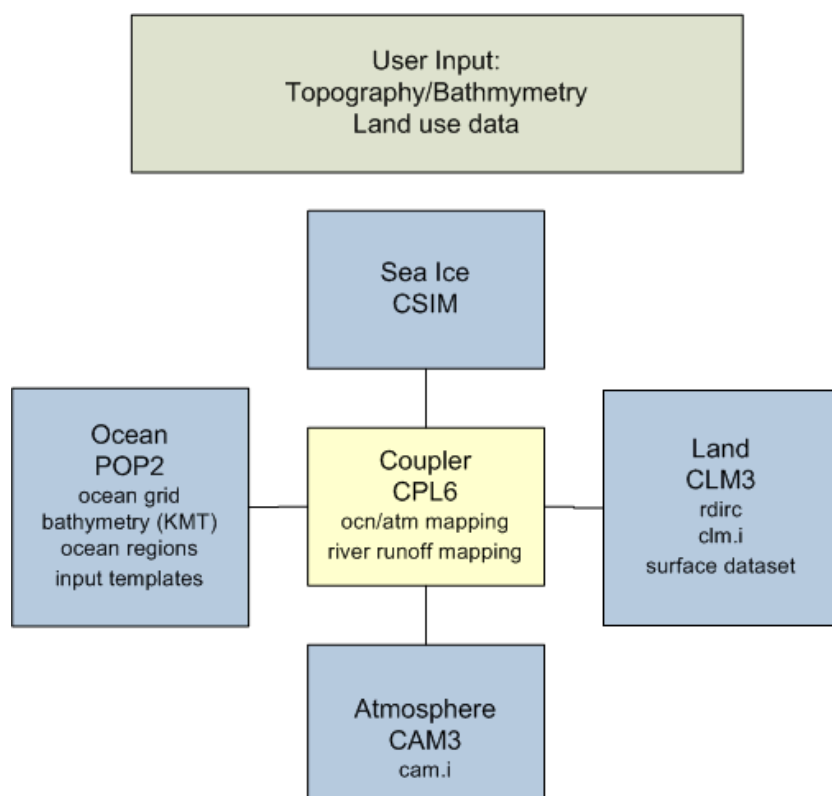 User Input:
Topography/Bathmymetry
Land use data
Sea Ice
CSIM
Ocean
POP2
ocean grid
bathymetry (KMT)
ocean regions
input templates
Coupler
CPL6
ocn/atm mapping
river runoff mapping
Land
CLM3
rdirc
clm.i
surface dataset
Atmosphere
CAM3
cam.i